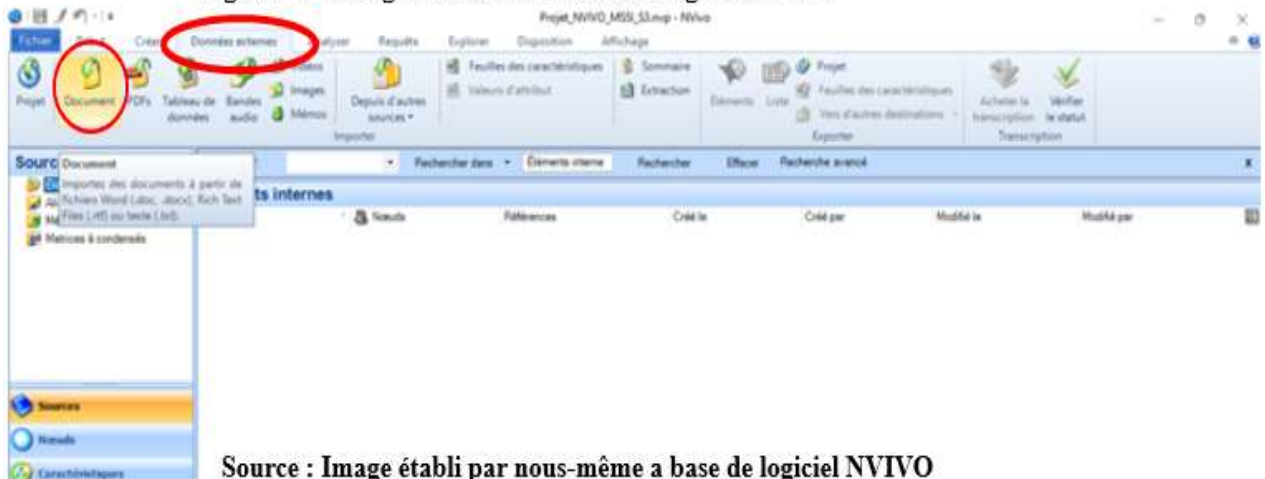 Projet_NVIVO_MSSI_S3.nvp - NVivo
Fichier Créer Données externes Analyser Requête Explorer Disposition Affichage
Projet Document PDFs Tableau de données Bandes audio Vidéos Images Mémos Depuis d'autres sources
Feuilles des caractéristiques Valeurs d'attribut Sommaire Extraction
Éléments Liste Projet Feuilles des caractéristiques Vers d'autres destinations
Acheter la transcription Vérifier le statut
Importer Exporter Transcription
Rechercher dans Éléments interne Rechercher Effacer Recherche avancé x
Document
Importez des documents à partir de
fichiers Word (.doc, .docx), Rich Text
Files (.rtf) ou texte (.txt).
ts internes
Nœuds Références Créé le Créé par Modifié le Modifié par
Matrices à condensés
Sources
Nœuds
Caractéristiques
Source : Image établi par nous-même a base de logiciel NVIVO